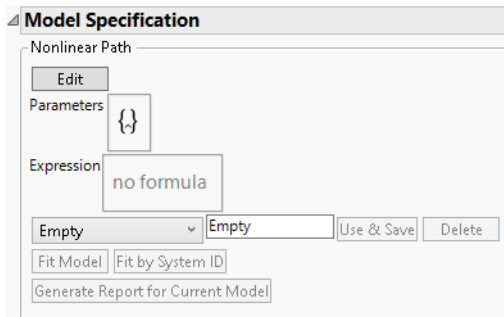 Model Specification
Nonlinear Path
Edit
Parameters {}
Expression no formula
Empty Empty Use & Save Delete
Fit Model Fit by System ID
Generate Report for Current Model